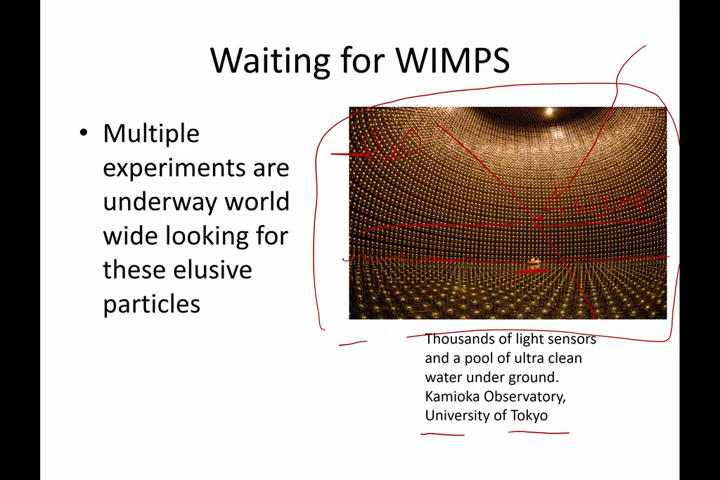 Waiting for WIMPS
• Multiple
experiments are
underway world
wide looking for
these elusive
particles
Thousands of light sensors
and a pool of ultra clean
water under ground.
Kamioka Observatory,
University of Tokyo